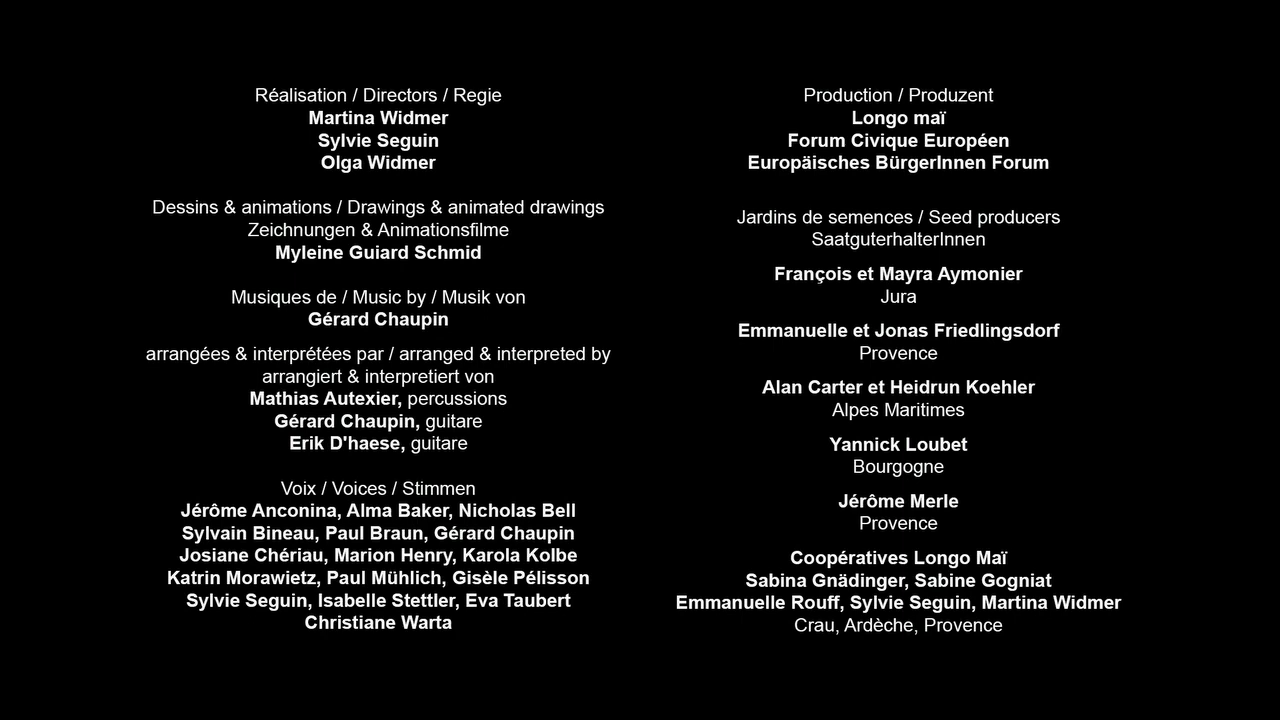 Réalisation / Directors / Regie
Martina Widmer
Sylvie Seguin
Olga Widmer
Dessins & animations / Drawings & animated drawings
Zeichnungen & Animationsfilme
Myleine Guiard Schmid
Musiques de / Music by / Musik von
Gérard Chaupin
arrangées & interprétées par / arranged & interpreted by
arrangiert & interpretiert von
Mathias Autexier, percussions
Gérard Chaupin, guitare
Erik D'haese, guitare
Voix / Voices / Stimmen
Jérôme Anconina, Alma Baker, Nicholas Bell
Sylvain Bineau, Paul Braun, Gérard Chaupin
Josiane Chériau, Marion Henry, Karola Kolbe
Katrin Morawietz, Paul Mühlich, Gisèle Pélisson
Sylvie Seguin, Isabelle Stettler, Eva Taubert
Christiane Warta
Production / Produzent
Longo maï
Forum Civique Européen
Europäisches BürgerInnen Forum
Jardins de semences / Seed producers
SaatguterhalterInnen
François et Mayra Aymonier
Jura
Emmanuelle et Jonas Friedlingsdorf
Provence
Alan Carter et Heidrun Koehler
Alpes Maritimes
Yannick Loubet
Bourgogne
Jérôme Merle
Provence
Coopératives Longo Maï
Sabina Gnädinger, Sabine Gogniat
Emmanuelle Rouff, Sylvie Seguin, Martina Widmer
Crau, Ardèche, Provence